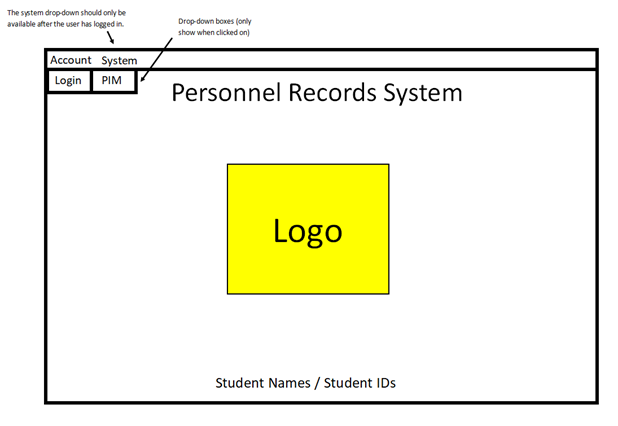 The system drop-down should only be
available after the user has logged in.
Drop-down boxes (only
show when clicked on)
Account System
Login PIM
Personnel Records System
Logo
Student Names / Student IDs